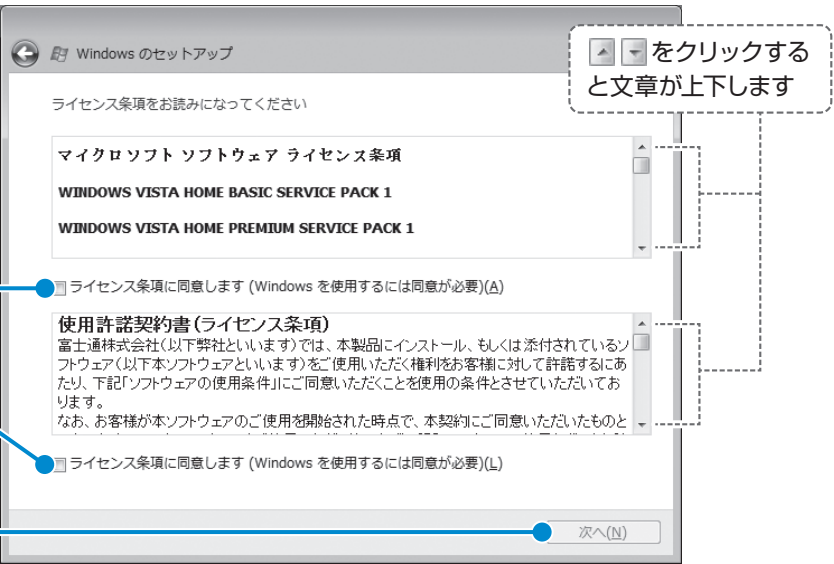 Windows のセットアップ
をクリックする
と文章が上下します
ライセンス条項をお読みになってください
マイクロソフト ソフトウェア ライセンス条項
WINDOWS VISTA HOME BASIC SERVICE PACK 1
WINDOWS VISTA HOME PREMIUM SERVICE PACK 1
ライセンス条項に同意します (Windows を使用するには同意が必要)(A)
使用許諾契約書(ライセンス条項)
富士通株式会社(以下弊社といいます)では、本製品にインストール、もしくは添付されているソ
フトウェア(以下本ソフトウェアといいます)をご使用いただく権利をお客様に対して許諾するにあ
たり、下記「ソフトウェアの使用条件」にご同意いただくことを使用の条件とさせていただいてお
ります。
なお、お客様が本ソフトウェアのご使用を開始された時点で、本契約にご同意いただいたものと
ライセンス条項に同意します (Windows を使用するには同意が必要)(L)
次へ(N)